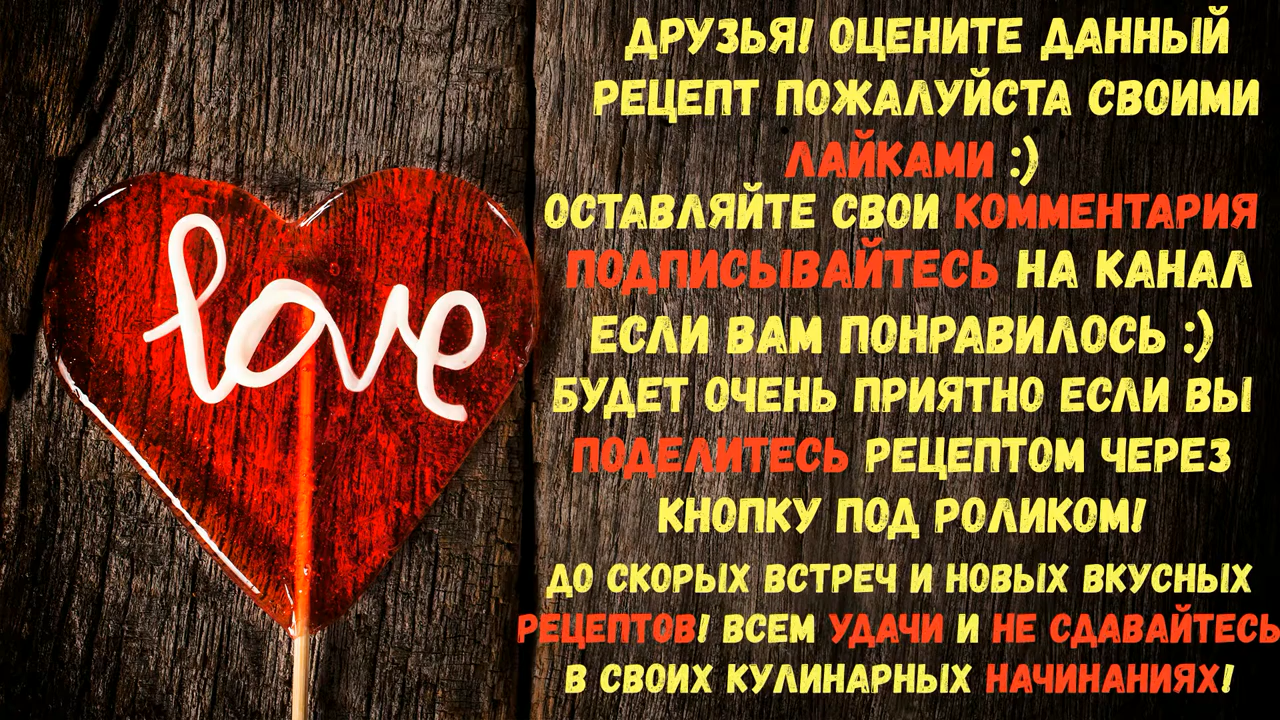 love
ДРУЗЬЯ! ОЦЕНИТЕ ДАННЫЙ
РЕЦЕПТ ПОЖАЛУЙСТА СВОИМИ
ЛАЙКАМИ :)
ОСТАВЛЯЙТЕ СВОИ КОММЕНТАРИЯ
ПОДПИСЫВАЙТЕСЬ НА КАНАЛ
ЕСЛИ ВАМ ПОНРАВИЛОСЬ :)
БУДЕТ ОЧЕНЬ ПРИЯТНО ЕСЛИ ВЫ
ПОДЕЛИТЕСЬ РЕЦЕПТОМ ЧЕРЕЗ
КНОПКУ ПОД РОЛИКОМ!
ДО СКОРЫХ ВСТРЕЧ И НОВЫХ ВКУСНЫХ
РЕЦЕПТОВ! ВСЕМ УДАЧИ И НЕ СДАВАЙТЕСЬ
В СВОИХ КУЛИНАРНЫХ НАЧИНАНИЯХ!